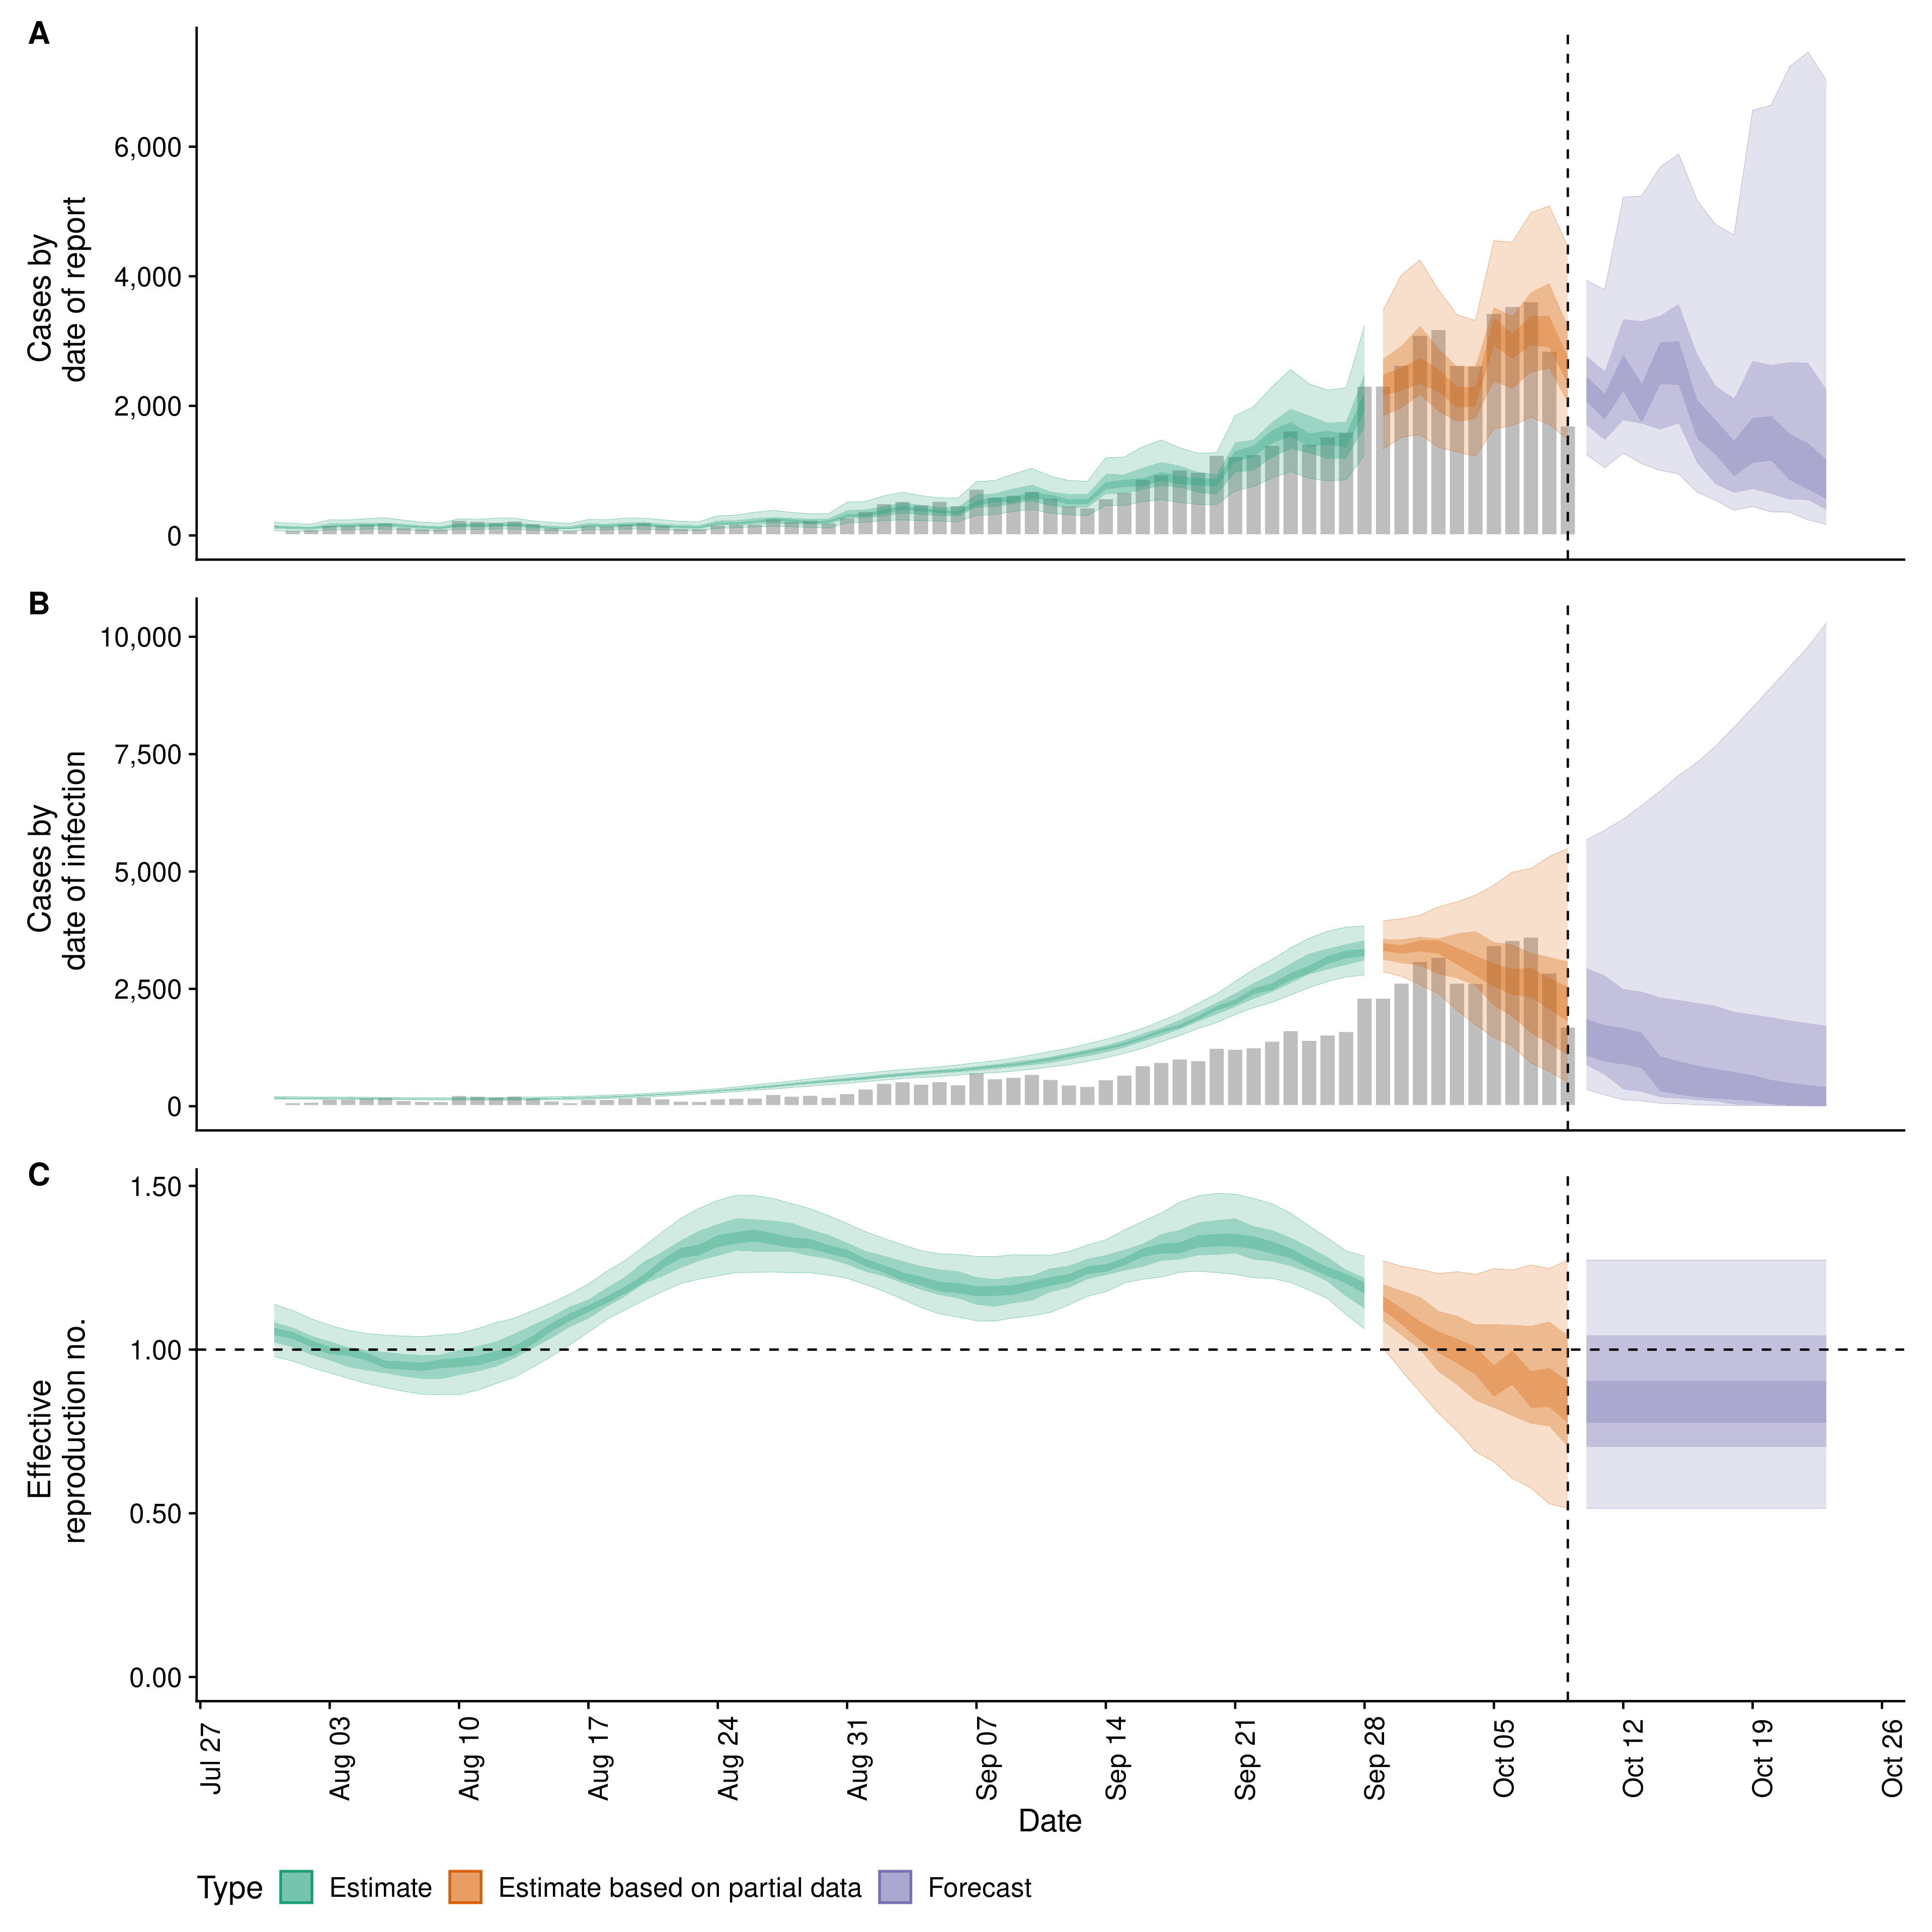 A
Cases by
date of report
6,000
4,000
2,000
0
B
Cases by
date of infection
10,000
7,500
5,000
2,500
0
C
Effective
reproduction no.
1.50
1.00
0.50
0.00
Jul 27
Aug 03
Aug 10
Aug 17
Aug 24
Aug 31
Sep 07
Sep 14
Sep 21
Sep 28
Oct 05
Oct 12
Oct 19
Oct 26
Date
Type Estimate Estimate based on partial data Forecast